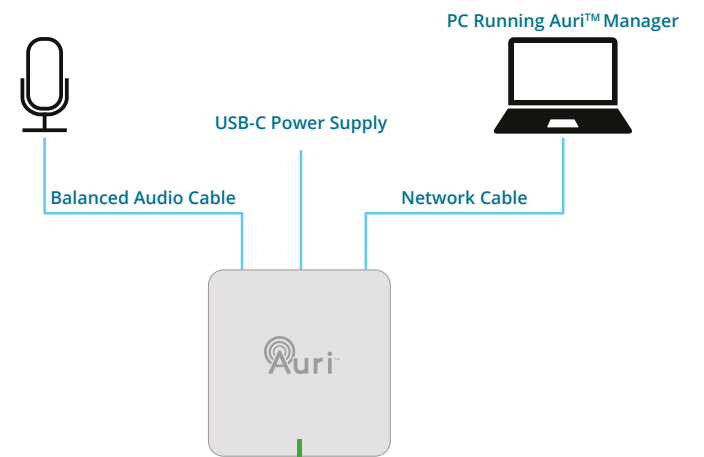 PC Running Auri™ Manager
USB-C Power Supply
Balanced Audio Cable
Network Cable
Auri™